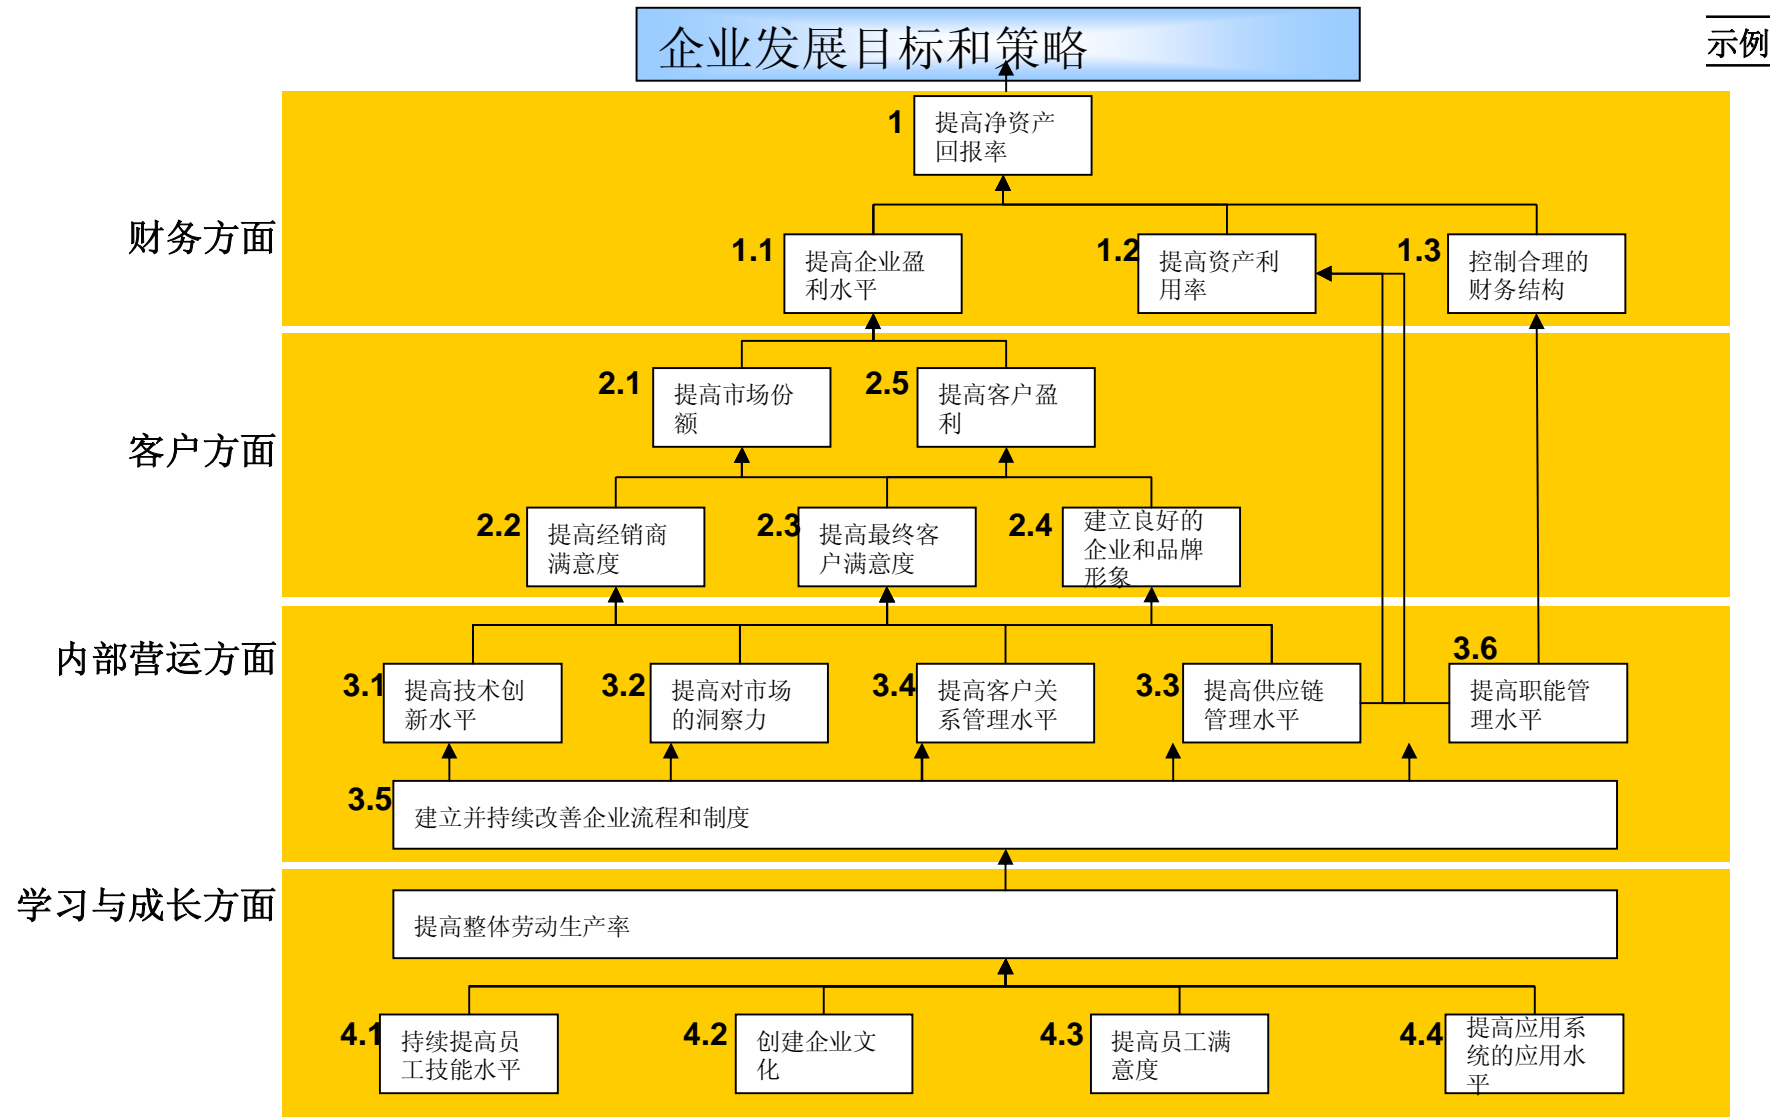 企业发展目标和策略
示例
1
提高净资产
回报率
财务方面
1.1
提高企业盈
利水平
1.2
提高资产利
用率
1.3
控制合理的
财务结构
客户方面
2.1
提高市场份
额
2.5
提高客户盈
利
2.2
提高经销商
满意度
2.3
提高最终客
户满意度
2.4
建立良好的
企业和品牌
形象
内部营运方面
3.1
提高技术创
新水平
3.2
提高对市场
的洞察力
3.4
提高客户关
系管理水平
3.3
提高供应链
管理水平
3.6
提高职能管
理水平
3.5
建立并持续改善企业流程和制度
学习与成长方面
提高整体劳动生产率
4.1
持续提高员
工技能水平
4.2
创建企业文
化
4.3
提高员工满
意度
4.4
提高应用系
统的应用水
平